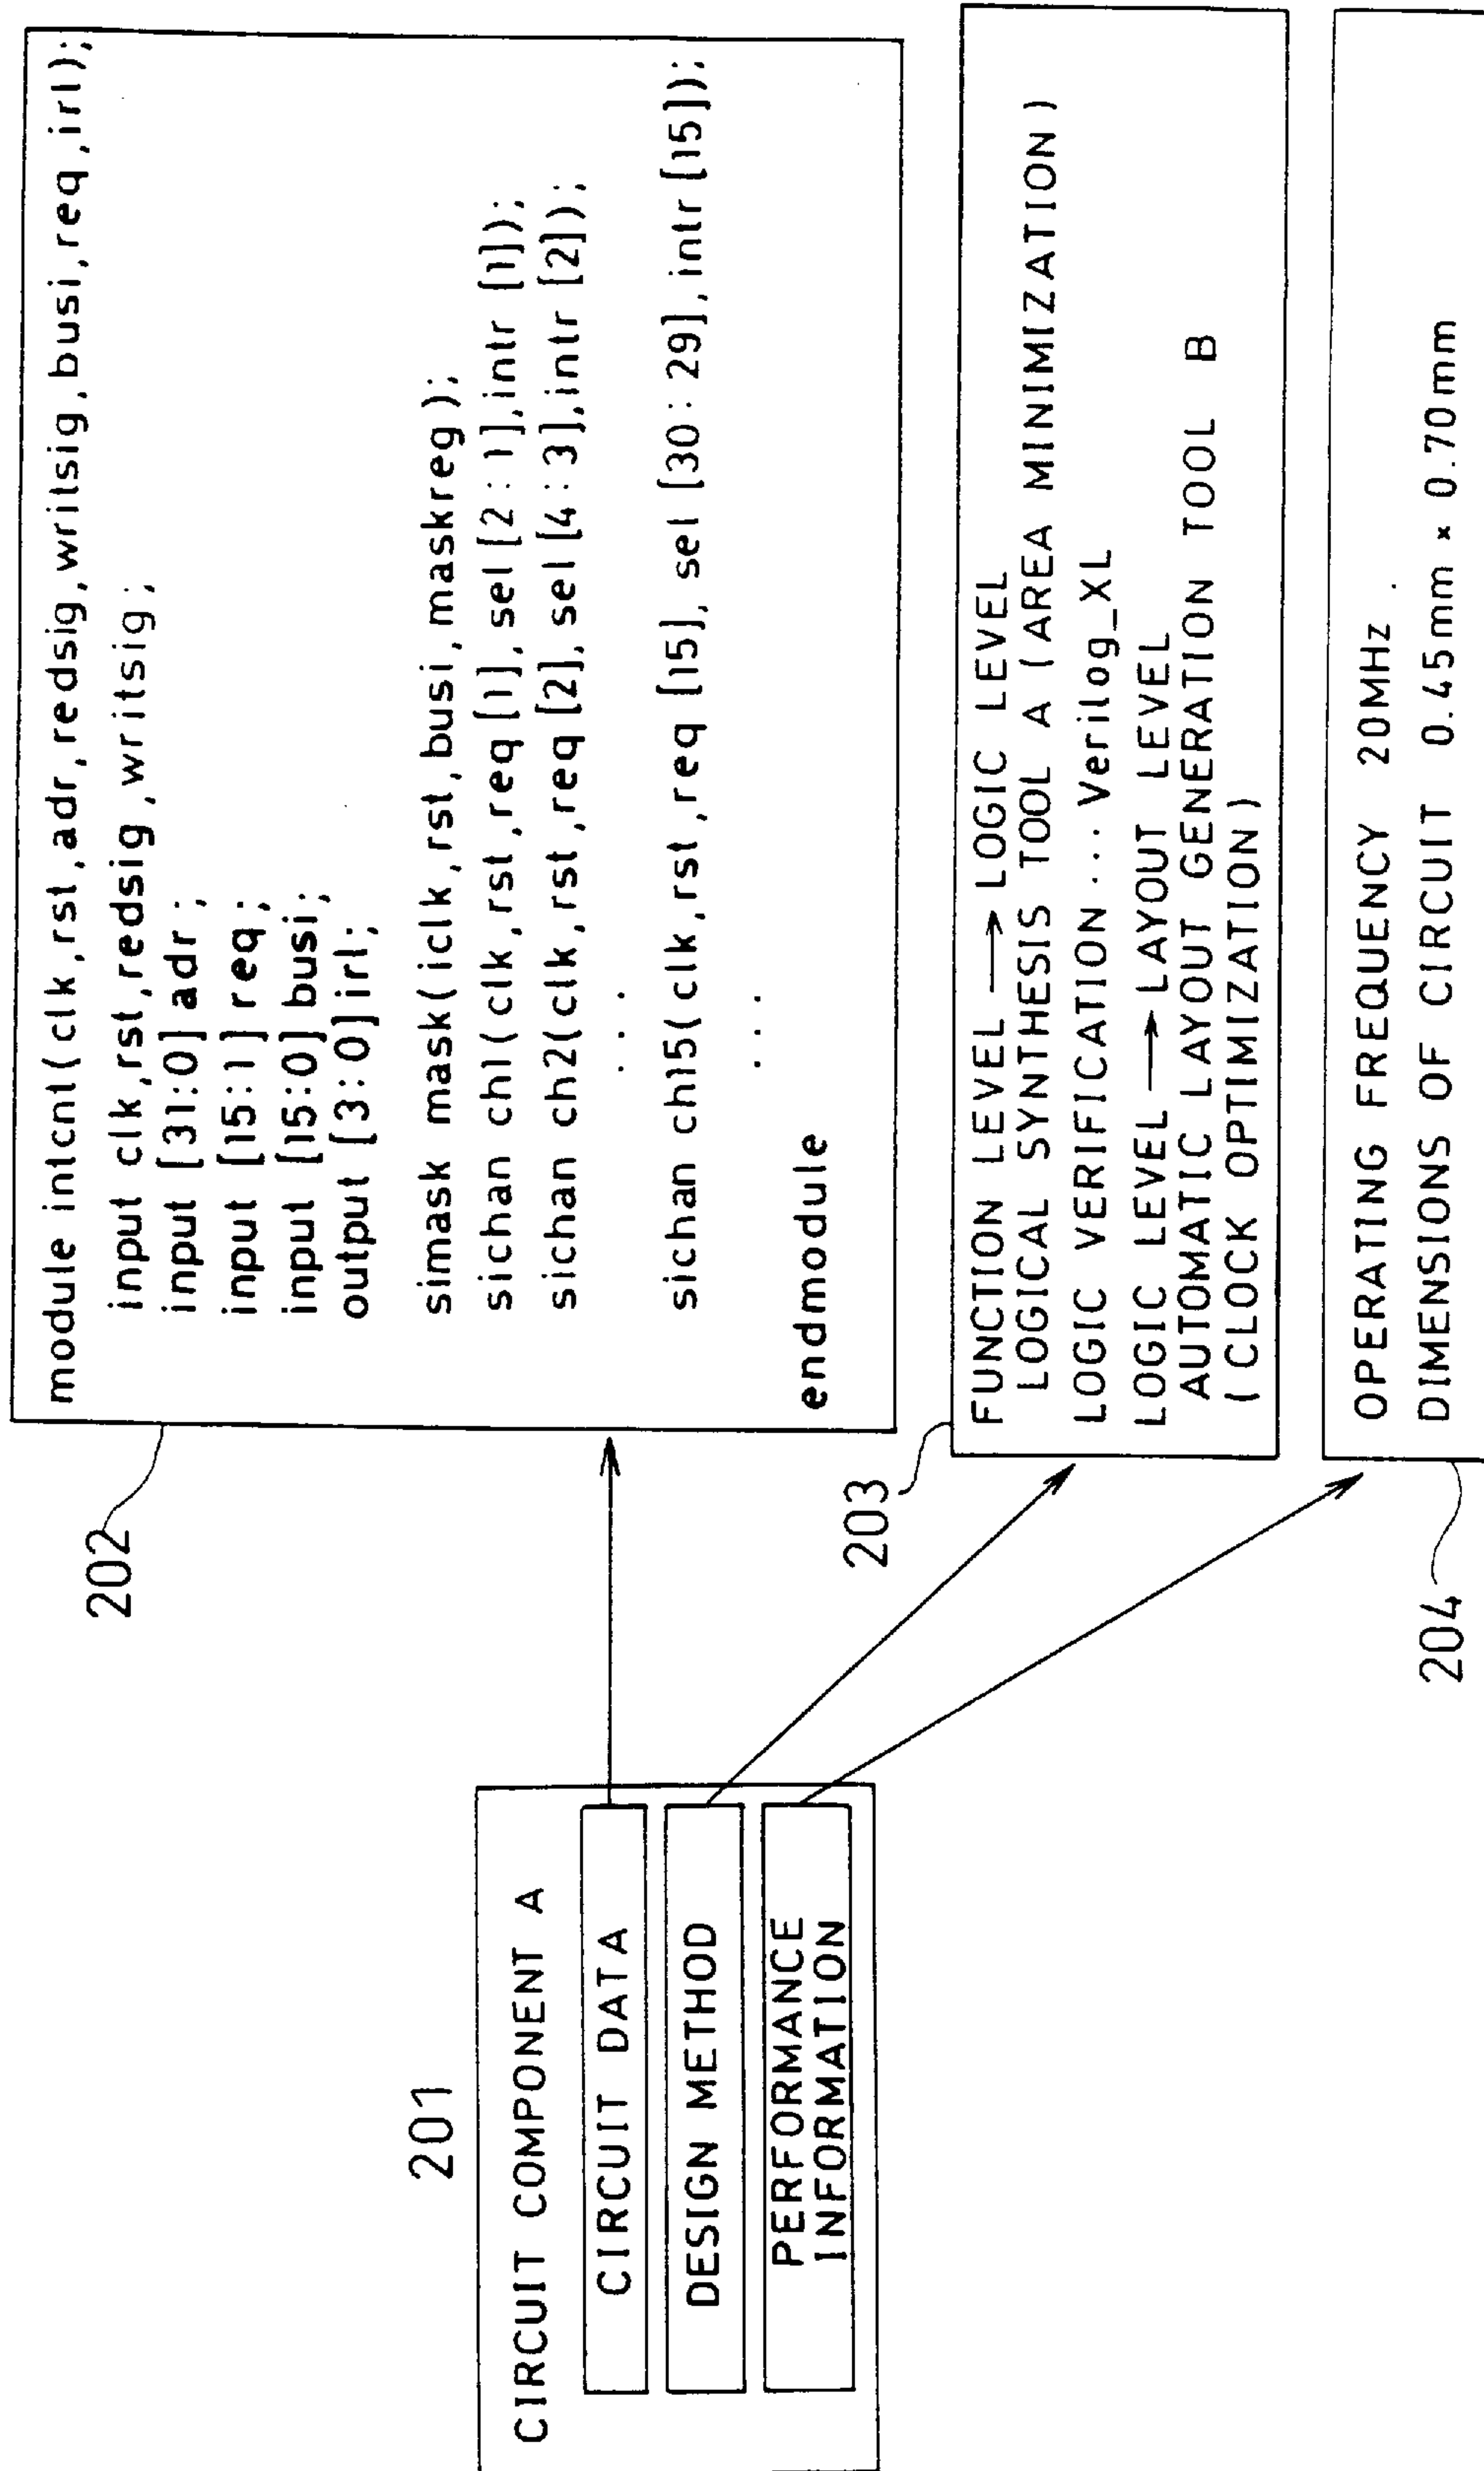 201
CIRCUIT COMPONENT A
CIRCUIT DATA
DESIGN METHOD
PERFORMANCE
INFORMATION
202
module intcnt(clk,rst,adr,redsig,writsig,busi,req,irl);
input clk,rst,redsig,writsig;
input [31:0] adr;
input [15:1] req;
input [15:0] busi;
output [3:0] irl;
simask mask(iclk,rst,busi,maskreg);
sichan ch1(clk,rst,req[1],sel[2:1],intr[1]);
sichan ch2(clk,rst,req[2],sel[4:3],intr[2]);
...
sichan ch15(clk,rst,req[15],sel[30:29],intr[15]);
...
endmodule
203
FUNCTION LEVEL → LOGIC LEVEL
LOGICAL SYNTHESIS TOOL A (AREA MINIMIZATION)
LOGIC VERIFICATION ... Verilog_XL
LOGIC LEVEL → LAYOUT LEVEL
AUTOMATIC LAYOUT GENERATION TOOL B
(CLOCK OPTIMIZATION)
204
OPERATING FREQUENCY 20MHz
DIMENSIONS OF CIRCUIT 0.45mm × 0.70mm